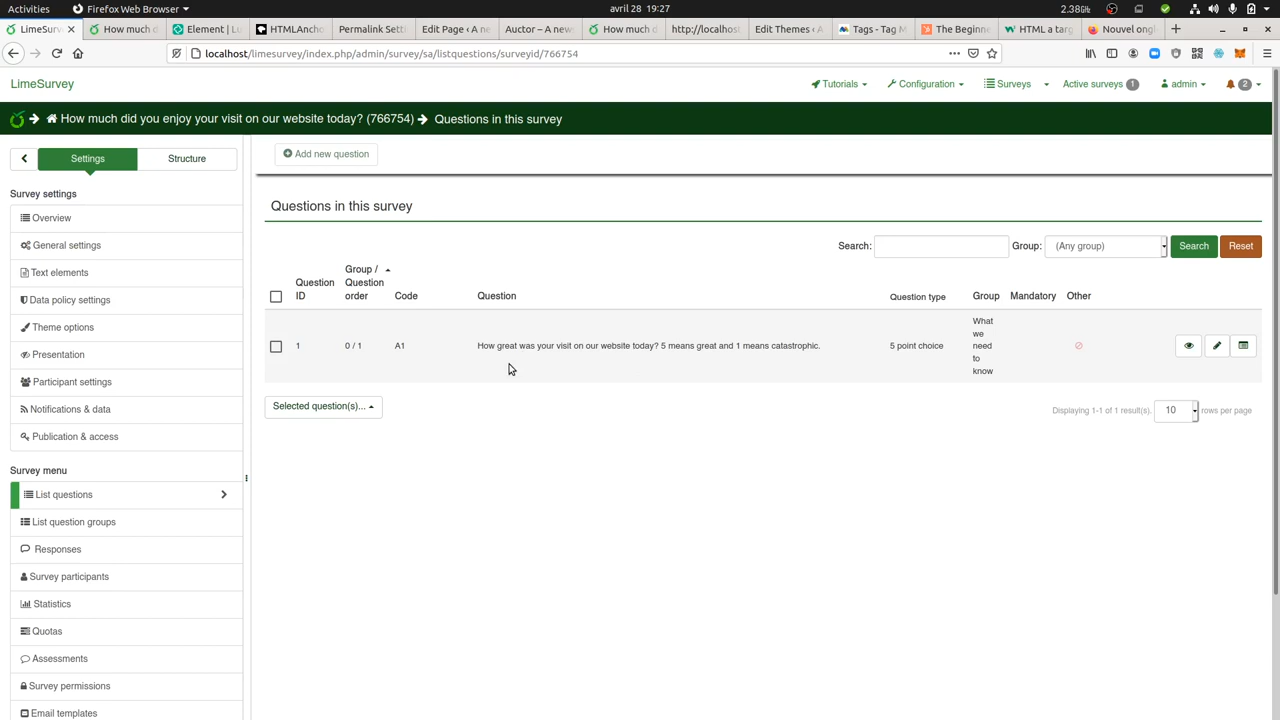 Activities Firefox Web Browser avril 28 19:27 2.38GB
LimeSurv How much d Element | Lu HTMLAncho Permalink Sett Edit Page ‹ A Auctor – A new How much d http://localhost Edit Themes ‹ A Tags - Tag M The Beginn HTML a targ Nouvel ongl
localhost/limesurvey/index.php/admin/survey/sa/listquestions/surveyid/766754
LimeSurvey Tutorials Configuration Surveys Active surveys 1 admin 2
How much did you enjoy your visit on our website today? (766754) Questions in this survey
Settings Structure
Add new question
Survey settings
Overview
General settings
Text elements
Data policy settings
Theme options
Presentation
Participant settings
Notifications & data
Publication & access
Survey menu
List questions
List question groups
Responses
Survey participants
Statistics
Quotas
Assessments
Survey permissions
Email templates
Questions in this survey
Search: Group: (Any group) Search Reset
Question ID Group / Question order Code Question Question type Group Mandatory Other
1 0 / 1 A1 How great was your visit on our website today? 5 means great and 1 means catastrophic. 5 point choice What we need to know
Selected question(s)... Displaying 1-1 of 1 result(s). 10 rows per page